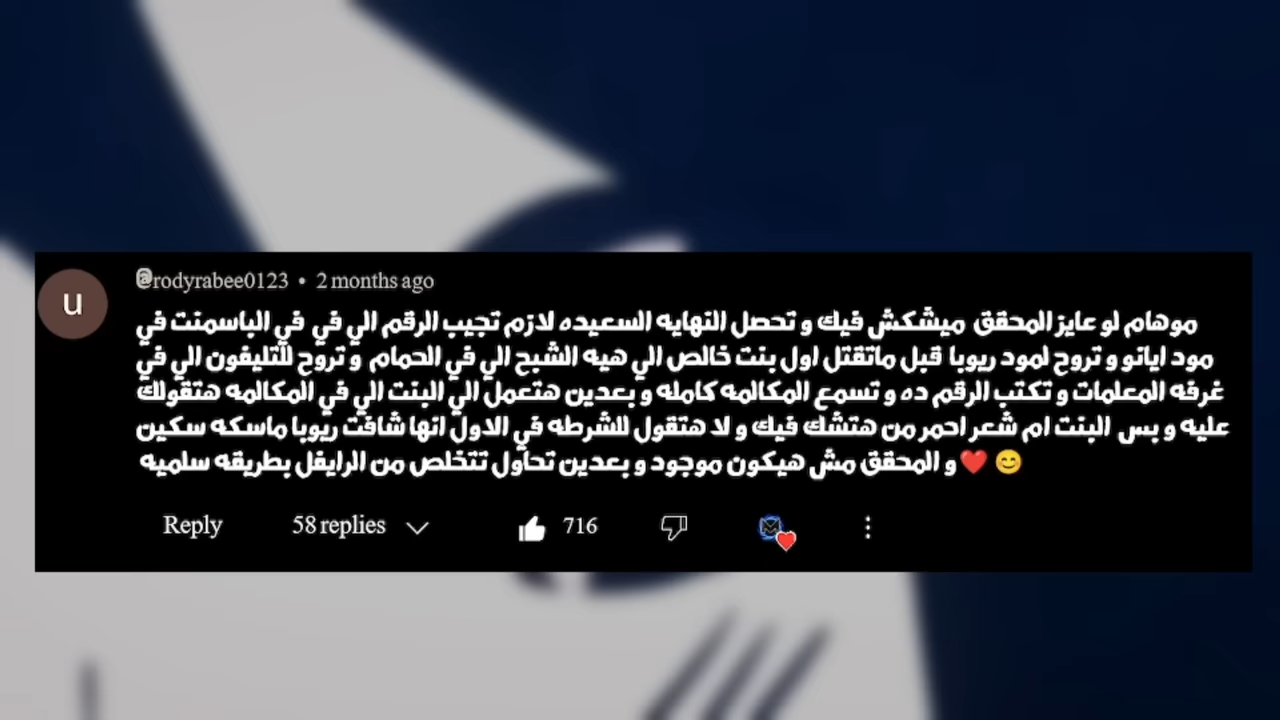 @rodyrabee0123 • 2 months ago
موهام لو عايز المحقق ميشكش فيك و تحصل النهايه السعيده لازم تجيب الرقم الي في في الباسمنت في
مود ايانو و تروح لمود ريوبا قبل ماتقتل اول بنت خالص الي هيه الشبح الي في الحمام و تروح للتليفون الي في
غرفه المعلمات و تكتب الرقم ده و تسمع المكالمه كامله و بعدين هتعمل الي البنت الي في المكالمه هتقولك
عليه و بس البنت ام شعر احمر من هتشك فيك و لا هتقول للشرطه في الاول انها شافت ريوبا ماسكه سكين
و المحقق مش هيكون موجود و بعدين تحاول تتخلص من الرايفل بطريقه سلميه ❤️ 😊
Reply 58 replies 716
u